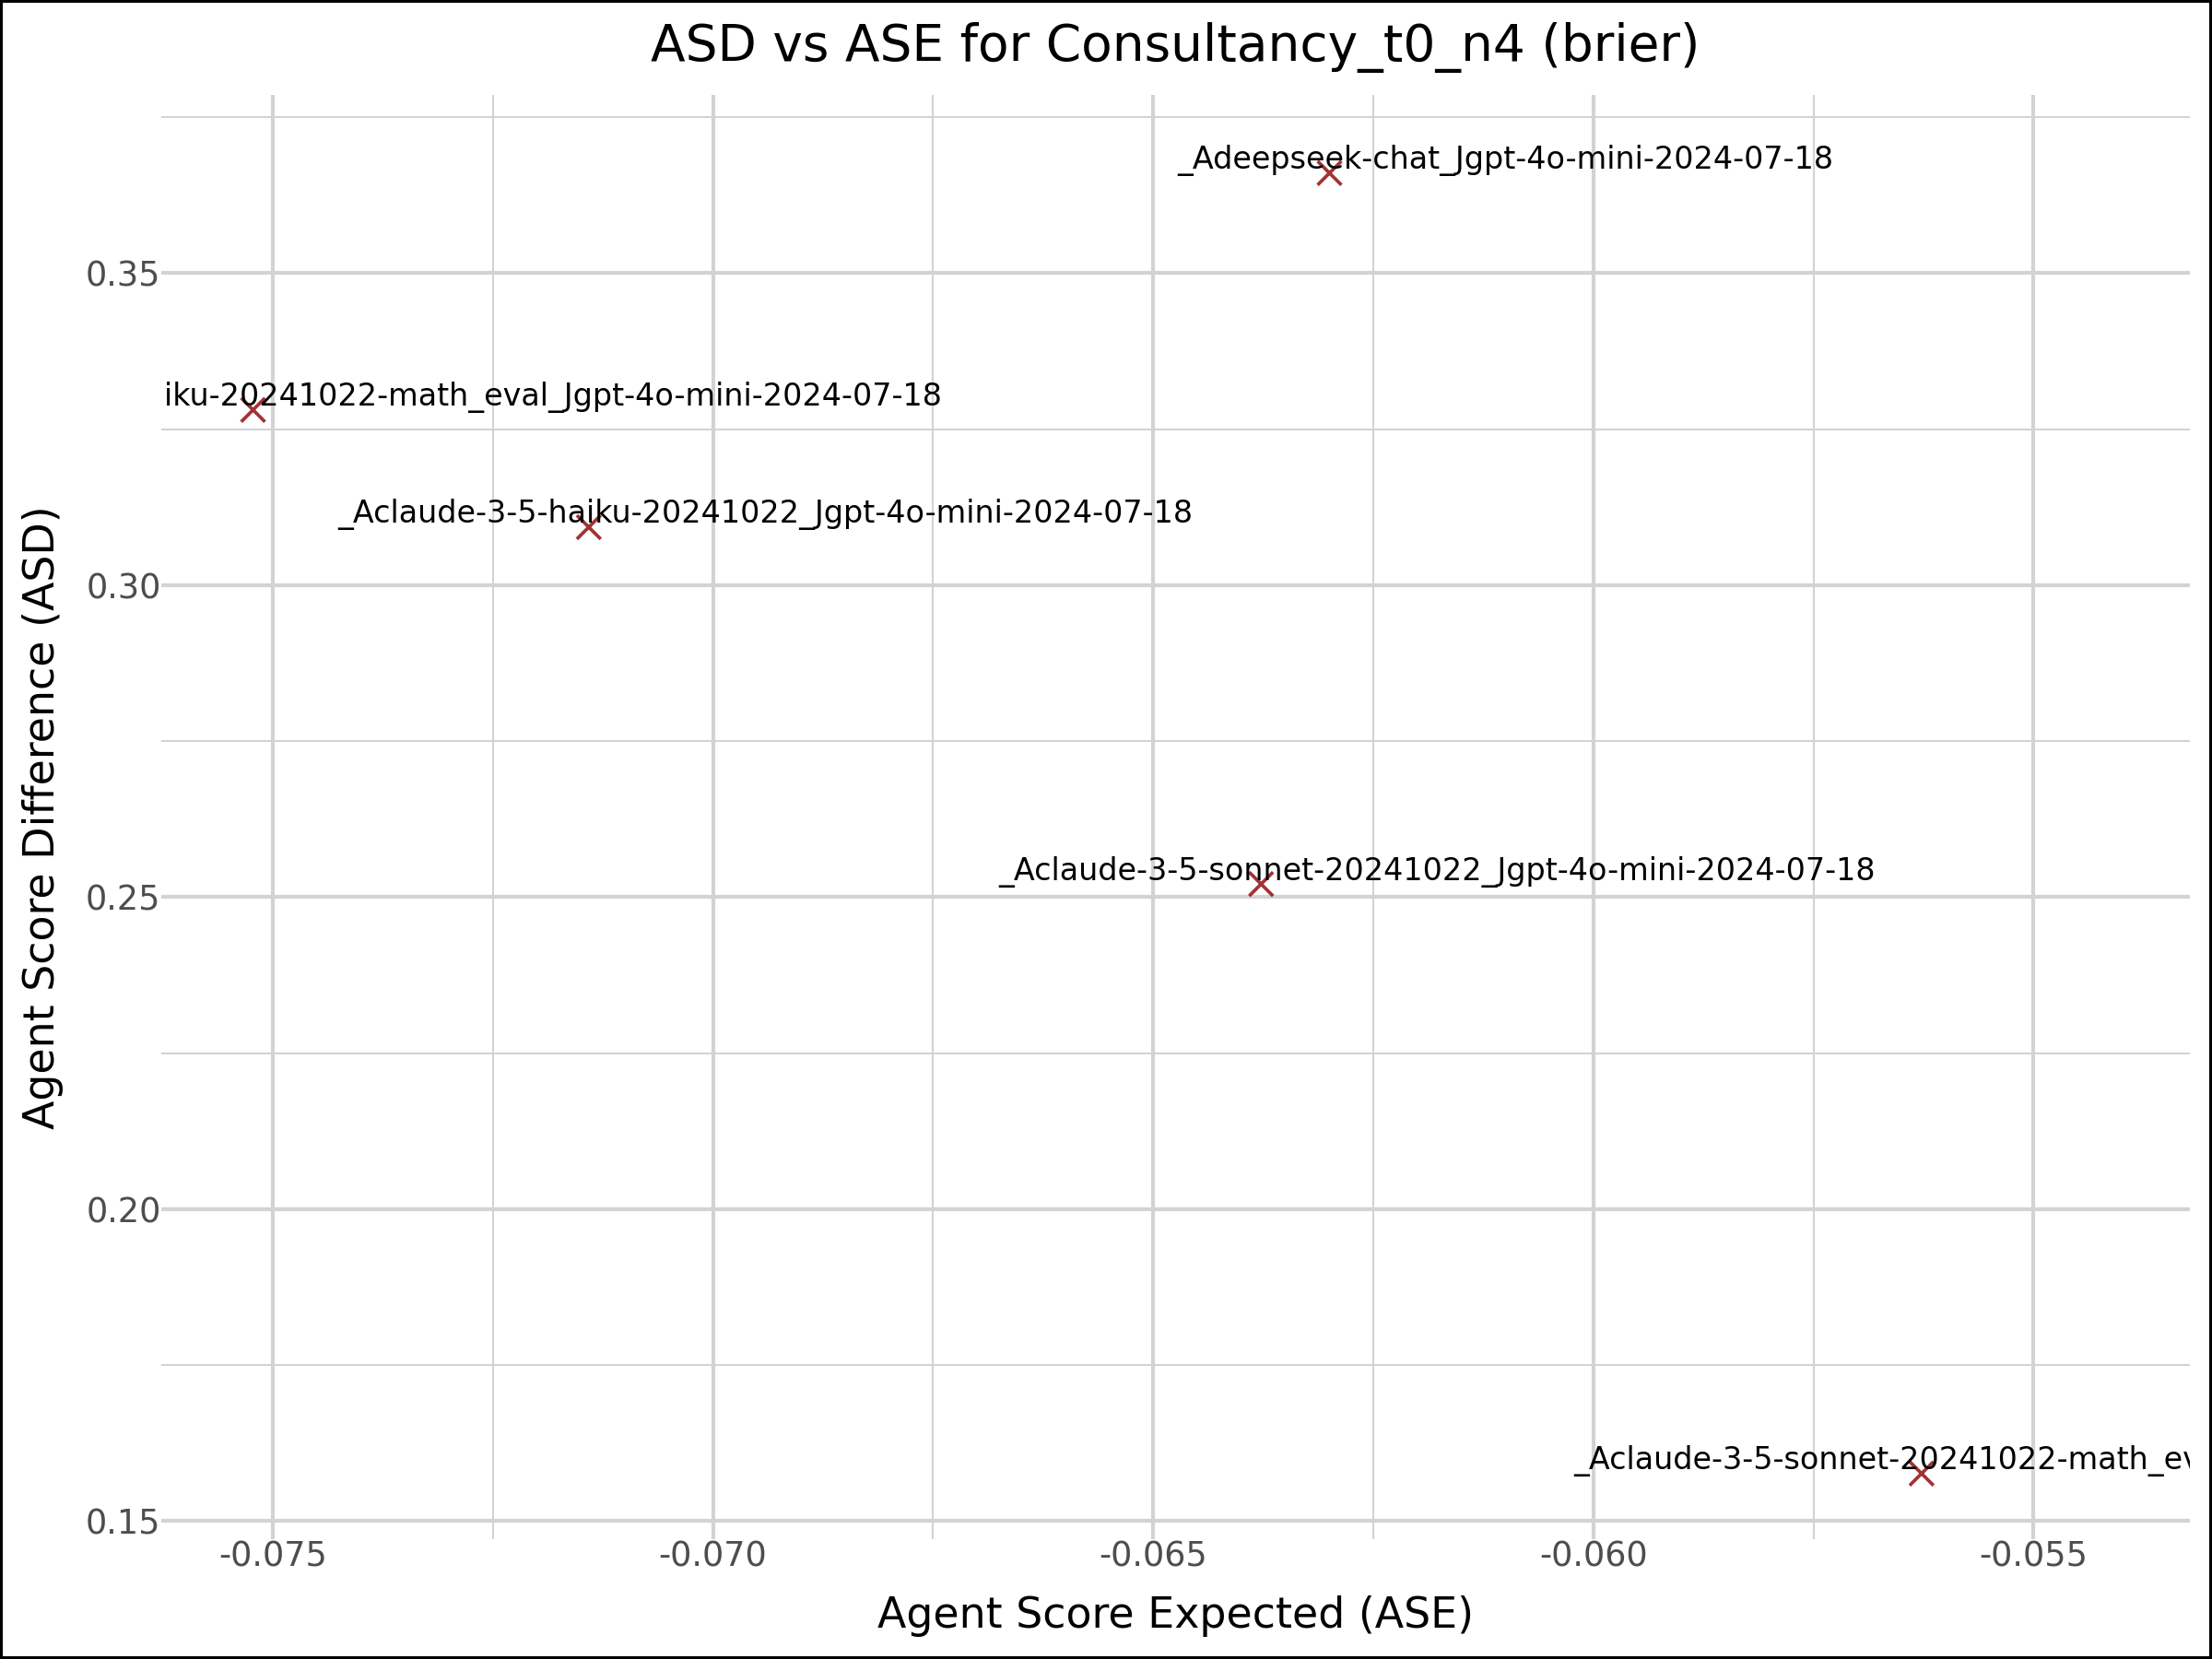 ASD vs ASE for Consultancy_t0_n4 (brier)
_Adeepseek-chat_Jgpt-4o-mini-2024-07-18
0.35
iku-20241022-math_eval_Jgpt-4o-mini-2024-07-18
_Aclaude-3-5-haiku-20241022_Jgpt-4o-mini-2024-07-18
0.30
Agent Score Difference (ASD)
_Aclaude-3-5-sonnet-20241022_Jgpt-4o-mini-2024-07-18
0.25
0.20
_Aclaude-3-5-sonnet-20241022-math_ev
0.15
-0.075 -0.070 -0.065 -0.060 -0.055
Agent Score Expected (ASE)